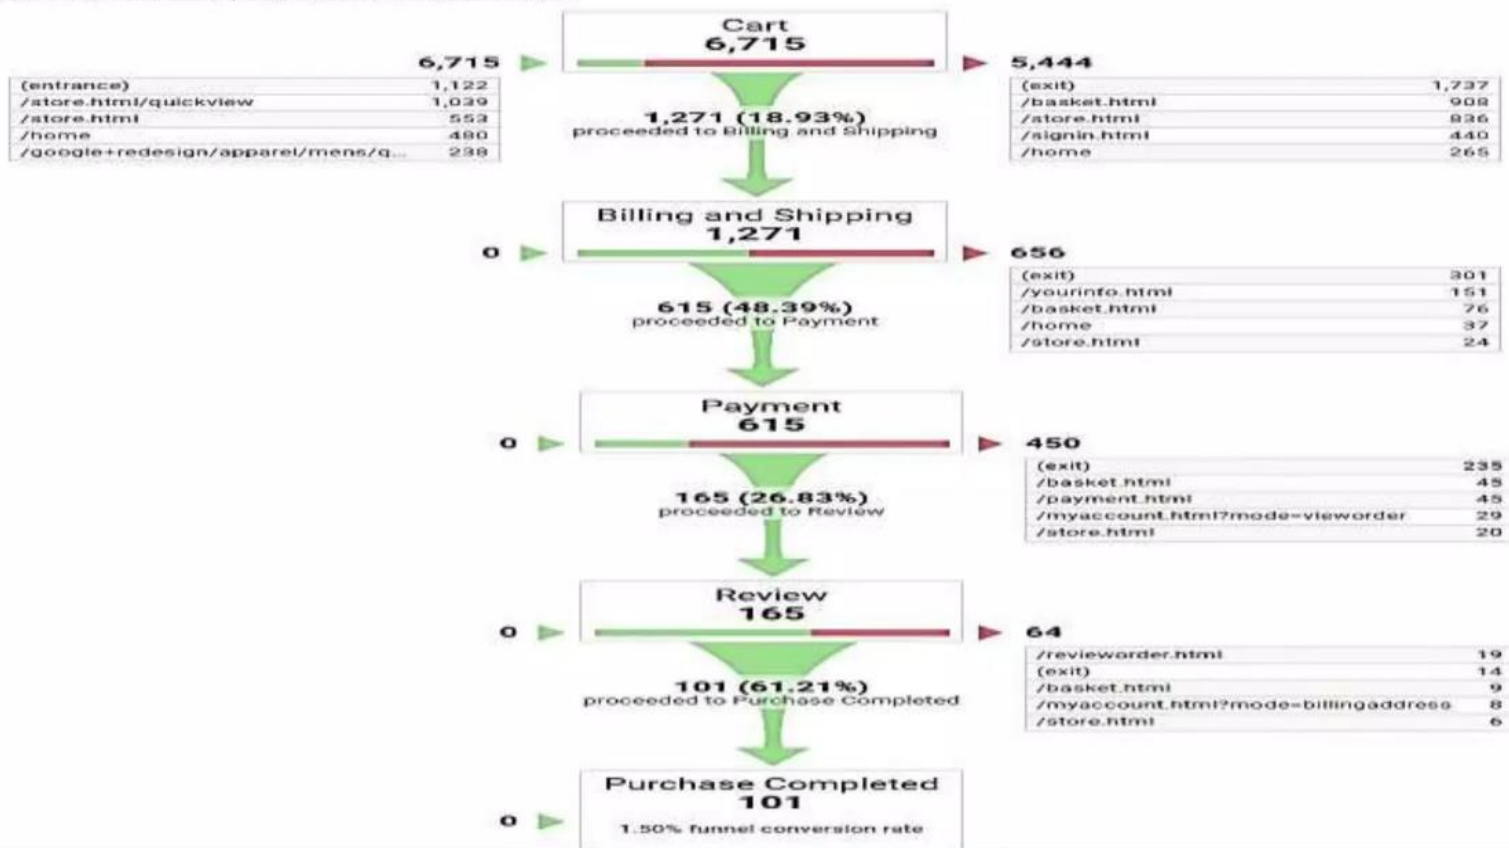 Cart
6,715
6,715
(entrance) 1,122
/store.html/quickview 1,039
/store.html 553
/home 480
/google+redesign/apparel/mens/q... 238
5,444
(exit) 1,737
/basket.html 908
/store.html 836
/signin.html 440
/home 265
1,271 (18.93%)
proceeded to Billing and Shipping
Billing and Shipping
1,271
0
656
(exit) 301
/yourinfo.html 151
/basket.html 76
/home 37
/store.html 24
615 (48.39%)
proceeded to Payment
Payment
615
0
450
(exit) 235
/basket.html 45
/payment.html 45
/myaccount.html?mode=vieworder 29
/store.html 20
165 (26.83%)
proceeded to Review
Review
165
0
64
/revieworder.html 19
(exit) 14
/basket.html 9
/myaccount.html?mode=billingaddress 8
/store.html 6
101 (61.21%)
proceeded to Purchase Completed
Purchase Completed
101
0
1.50% funnel conversion rate